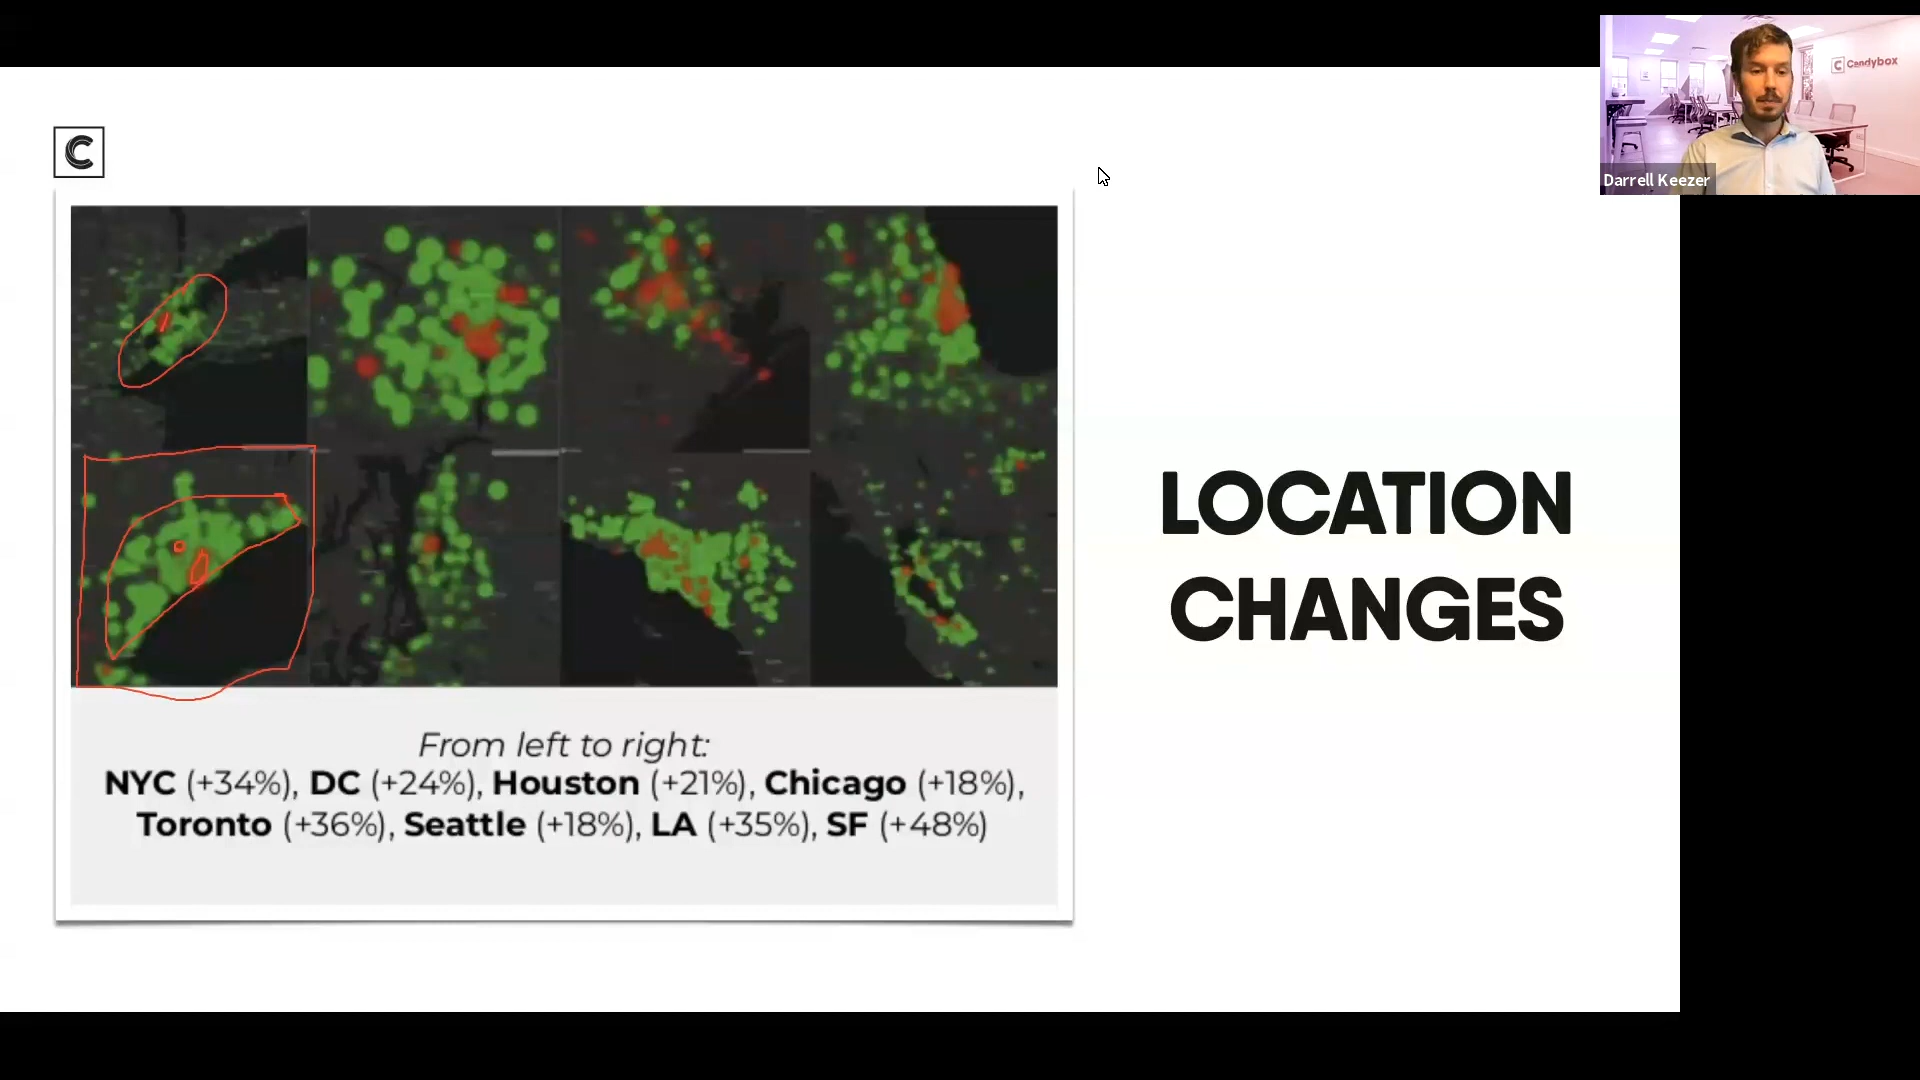 Candybox
Darrell Keezer
C
LOCATION
CHANGES
From left to right:
NYC (+34%), DC (+24%), Houston (+21%), Chicago (+18%),
Toronto (+36%), Seattle (+18%), LA (+35%), SF (+48%)